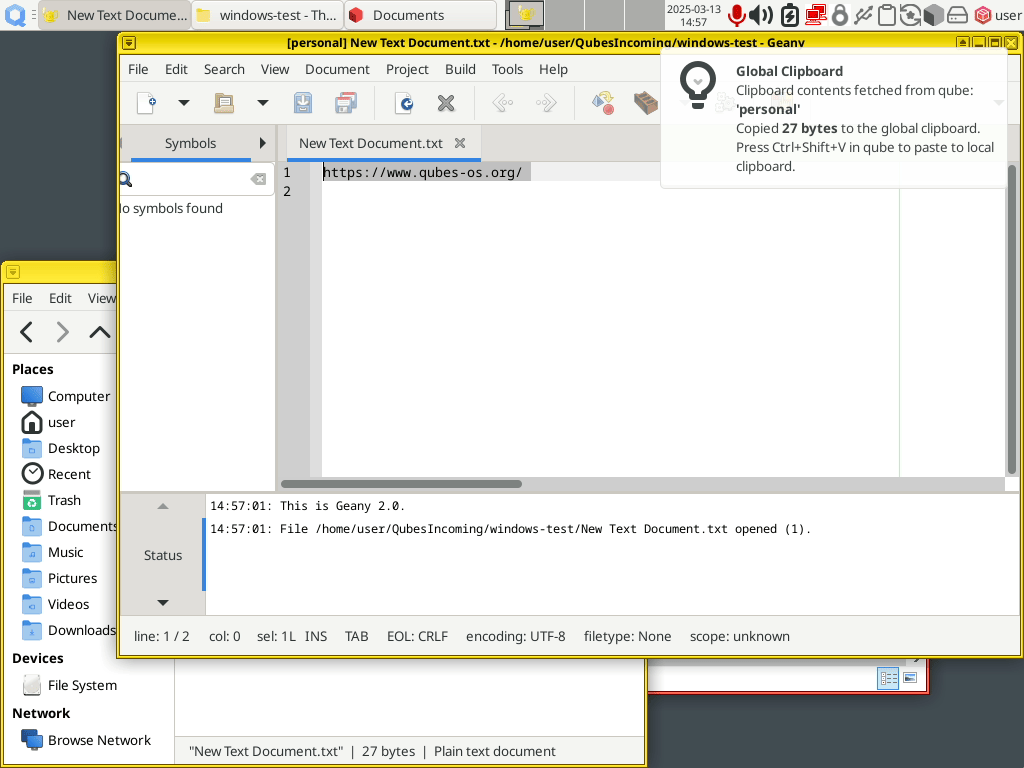 New Text Docume...
windows-test - Th...
Documents
2025-03-13
14:57
user
[personal] New Text Document.txt - /home/user/QubesIncoming/windows-test - Geany
File Edit Search View Document Project Build Tools Help
Global Clipboard
Clipboard contents fetched from qube:
'personal'
Copied 27 bytes to the global clipboard.
Press Ctrl+Shift+V in qube to paste to local
clipboard.
Symbols
New Text Document.txt
1 https://www.qubes-os.org/
2
o symbols found
File Edit View
Places
Computer
user
Desktop
Recent
Trash
Documents
Music
Pictures
Videos
Downloads
Devices
File System
Network
Browse Network
14:57:01: This is Geany 2.0.
14:57:01: File /home/user/QubesIncoming/windows-test/New Text Document.txt opened (1).
Status
line: 1 / 2 col: 0 sel: 1L INS TAB EOL: CRLF encoding: UTF-8 filetype: None scope: unknown
"New Text Document.txt" | 27 bytes | Plain text document